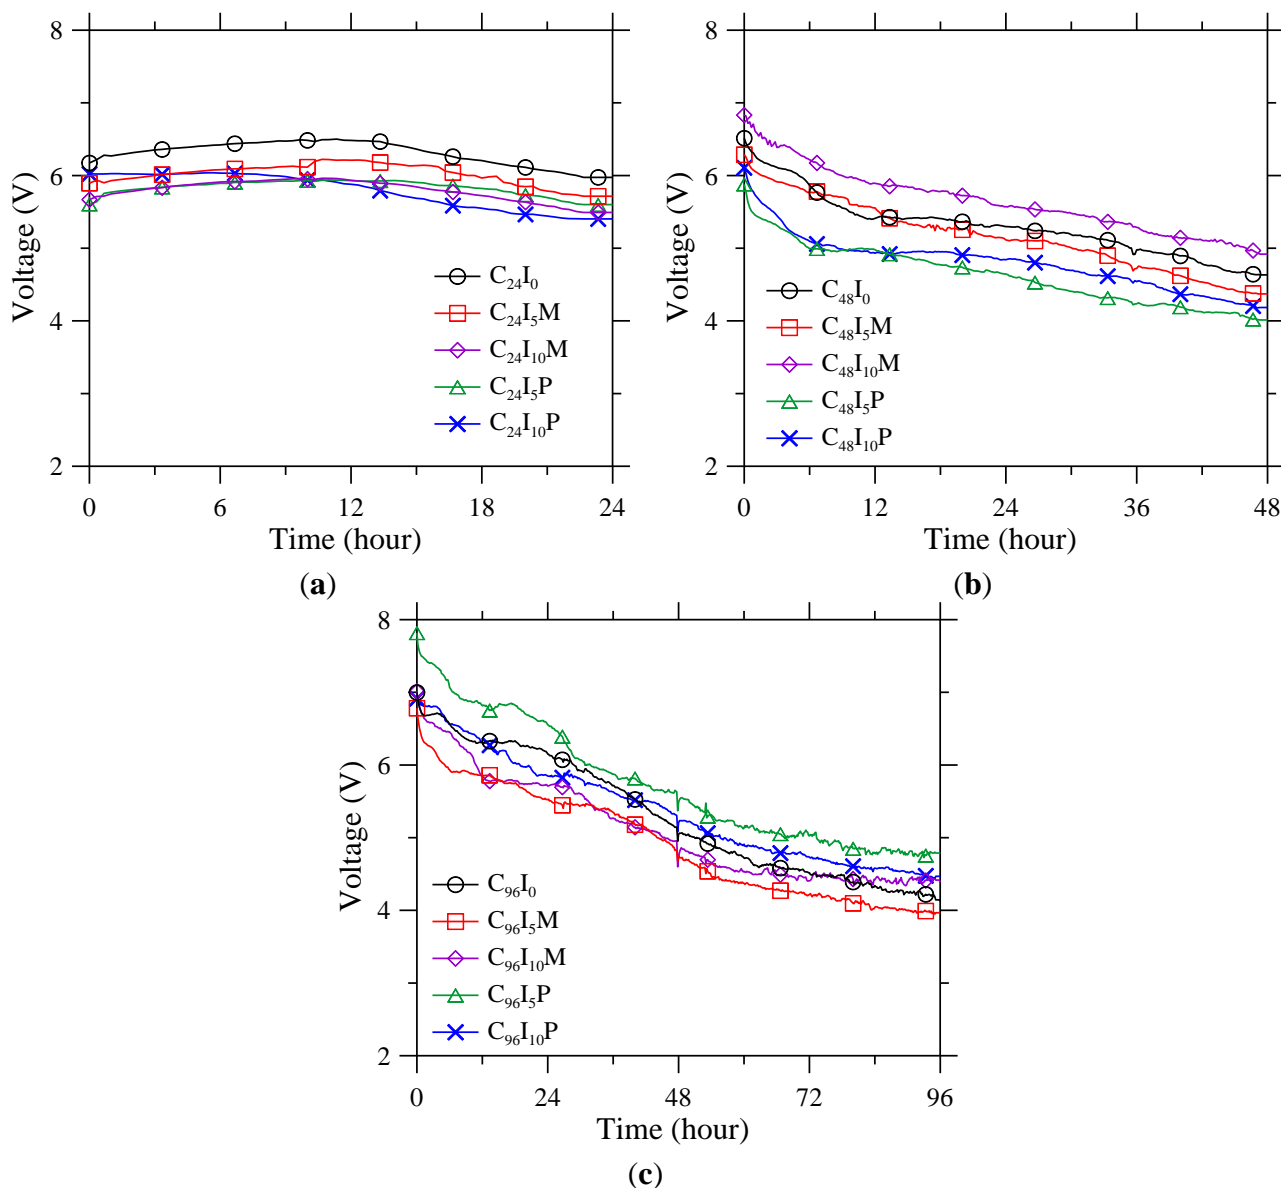 8
6
4
2
Voltage (V)
C24I0
C24I5M
C24I10M
C24I5P
C24I10P
0 6 12 18 24
Time (hour)
(a)
8
6
4
2
Voltage (V)
C48I0
C48I5M
C48I10M
C48I5P
C48I10P
0 12 24 36 48
Time (hour)
(b)
8
6
4
2
Voltage (V)
C96I0
C96I5M
C96I10M
C96I5P
C96I10P
0 24 48 72 96
Time (hour)
(c)